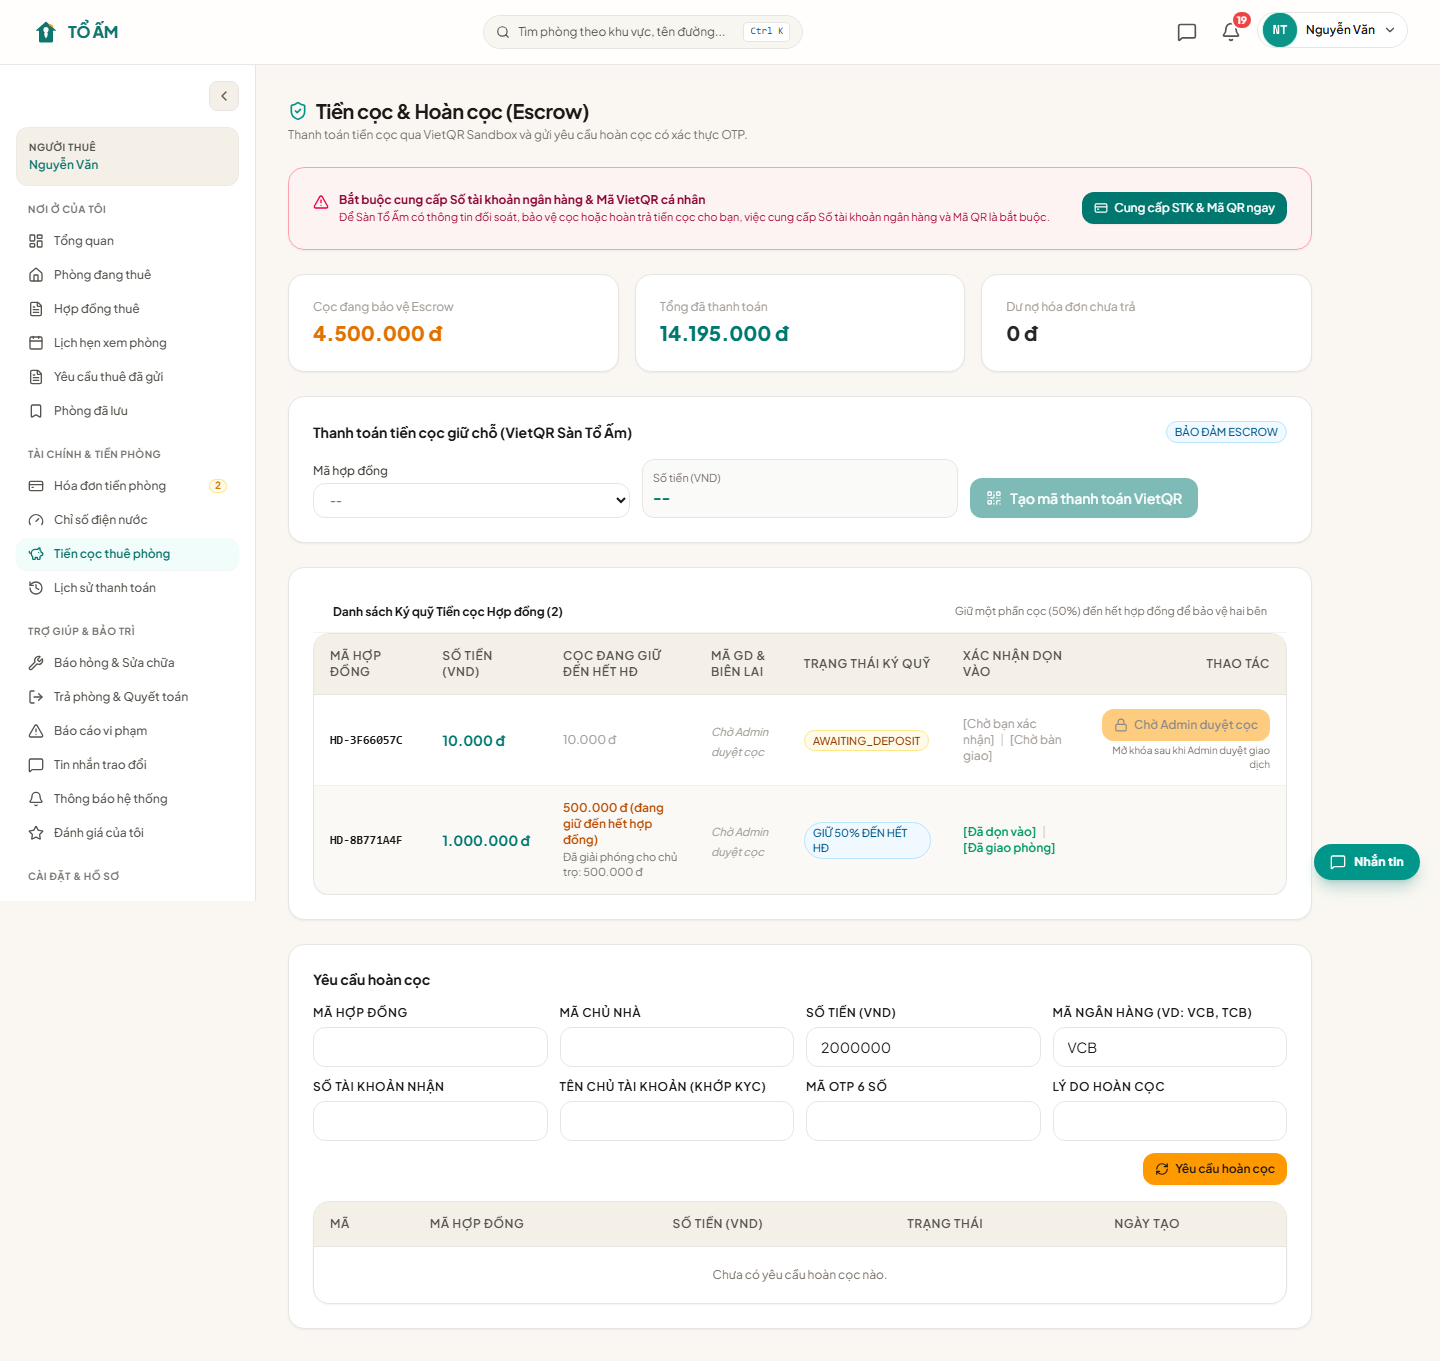 TỔ ẤM
Tìm phòng theo khu vực, tên đường...
Ctrl K
19
NT
Nguyễn Văn
NGƯỜI THUÊ
Nguyễn Văn
NƠI Ở CỦA TÔI
Tổng quan
Phòng đang thuê
Hợp đồng thuê
Lịch hẹn xem phòng
Yêu cầu thuê đã gửi
Phòng đã lưu
TÀI CHÍNH & TIỀN PHÒNG
Hóa đơn tiền phòng
2
Chỉ số điện nước
Tiền cọc thuê phòng
Lịch sử thanh toán
TRỢ GIÚP & BẢO TRÌ
Báo hỏng & Sửa chữa
Trả phòng & Quyết toán
Báo cáo vi phạm
Tin nhắn trao đổi
Thông báo hệ thống
Đánh giá của tôi
CÀI ĐẶT & HỒ SƠ
Tiền cọc & Hoàn cọc (Escrow)
Thanh toán tiền cọc qua VietQR Sandbox và gửi yêu cầu hoàn cọc có xác thực OTP.
Bắt buộc cung cấp Số tài khoản ngân hàng & Mã VietQR cá nhân
Để Sàn Tổ Ấm có thông tin đối soát, bảo vệ cọc hoặc hoàn trả tiền cọc cho bạn, việc cung cấp Số tài khoản ngân hàng và Mã QR là bắt buộc.
Cung cấp STK & Mã QR ngay
Cọc đang bảo vệ Escrow
4.500.000 đ
Tổng đã thanh toán
14.195.000 đ
Dư nợ hóa đơn chưa trả
0 đ
Thanh toán tiền cọc giữ chỗ (VietQR Sàn Tổ Ấm)
BẢO ĐẢM ESCROW
Mã hợp đồng
--
Số tiền (VND)
--
Tạo mã thanh toán VietQR
Danh sách Ký quỹ Tiền cọc Hợp đồng (2)
Giữ một phần cọc (50%) đến hết hợp đồng để bảo vệ hai bên
MÃ HỢP
ĐỒNG
SỐ TIỀN
(VND)
CỌC ĐANG GIỮ
ĐẾN HẾT HĐ
MÃ GD &
BIÊN LAI
TRẠNG THÁI KÝ QUỸ
XÁC NHẬN DỌN
VÀO
THAO TÁC
HD-3F66057C
10.000 đ
10.000 đ
Chờ Admin
duyệt cọc
AWAITING_DEPOSIT
[Chờ bạn xác
nhận] | [Chờ bàn
giao]
Chờ Admin duyệt cọc
Mở khóa sau khi Admin duyệt giao
dịch
HD-8B771A4F
1.000.000 đ
500.000 đ (đang
giữ đến hết hợp
đồng)
Đã giải phóng cho chủ
trọ: 500.000 đ
Chờ Admin
duyệt cọc
GIỮ 50% ĐẾN HẾT
HĐ
[Đã dọn vào] |
[Đã giao phòng]
Nhắn tin
Yêu cầu hoàn cọc
MÃ HỢP ĐỒNG
MÃ CHỦ NHÀ
SỐ TIỀN (VND)
MÃ NGÂN HÀNG (VD: VCB, TCB)
2000000
VCB
SỐ TÀI KHOẢN NHẬN
TÊN CHỦ TÀI KHOẢN (KHỚP KYC)
MÃ OTP 6 SỐ
LÝ DO HOÀN CỌC
Yêu cầu hoàn cọc
MÃ
MÃ HỢP ĐỒNG
SỐ TIỀN (VND)
TRẠNG THÁI
NGÀY TẠO
Chưa có yêu cầu hoàn cọc nào.